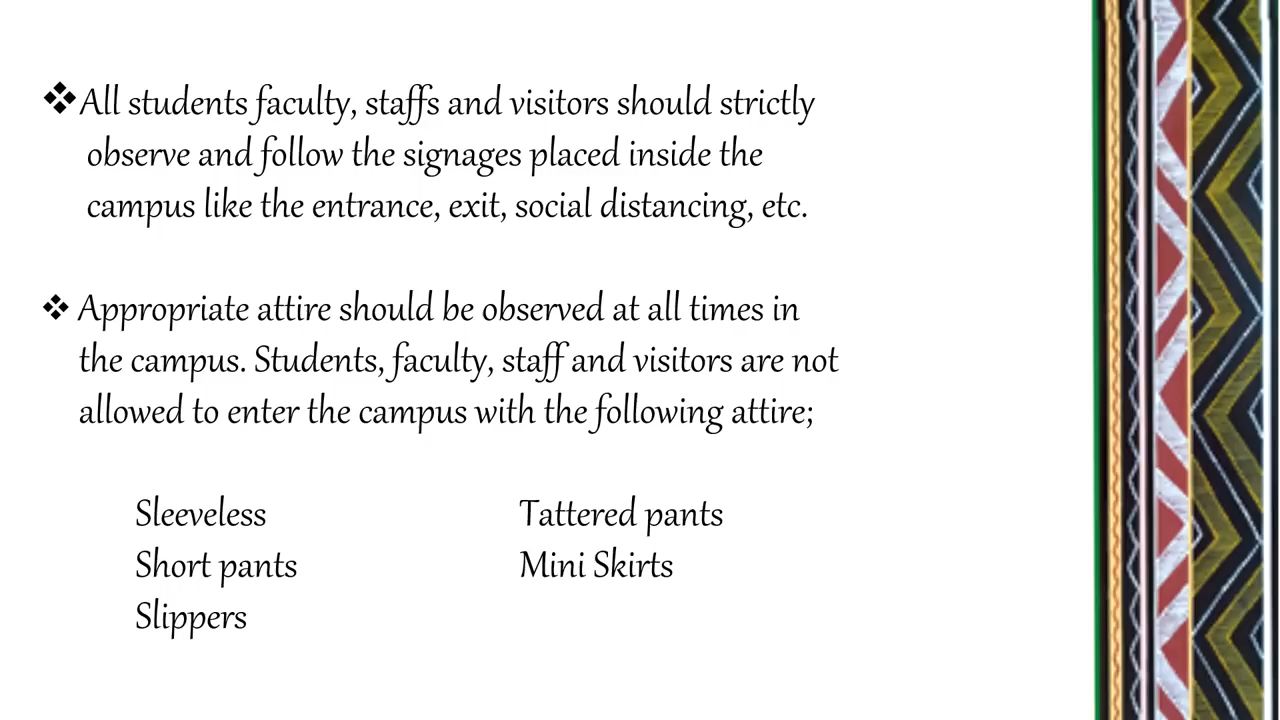 ❖All students faculty, staffs and visitors should strictly
observe and follow the signages placed inside the
campus like the entrance, exit, social distancing, etc.
❖ Appropriate attire should be observed at all times in
the campus. Students, faculty, staff and visitors are not
allowed to enter the campus with the following attire;
Sleeveless Tattered pants
Short pants Mini Skirts
Slippers